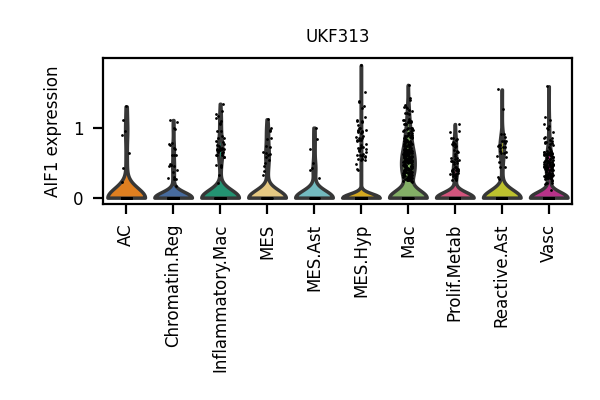 UKF313
AIF1 expression
1
0
AC
Chromatin.Reg
Inflammatory.Mac
MES
MES.Ast
MES.Hyp
Mac
Prolif.Metab
Reactive.Ast
Vasc